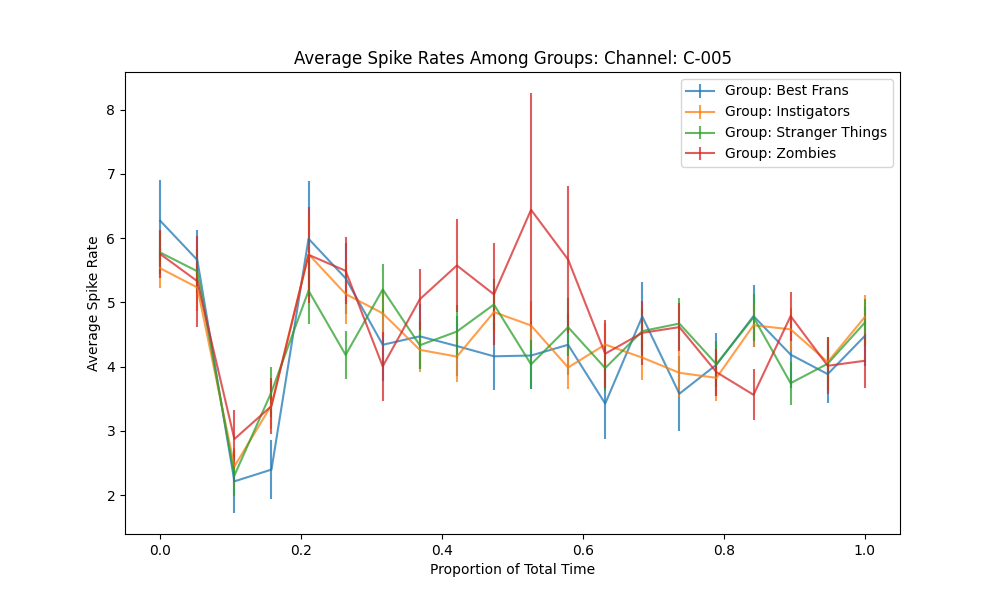 Average Spike Rates Among Groups: Channel: C-005
Group: Best Frans
Group: Instigators
Group: Stranger Things
Group: Zombies
Average Spike Rate
8
7
6
5
4
3
2
0.0
0.2
0.4
0.6
0.8
1.0
Proportion of Total Time